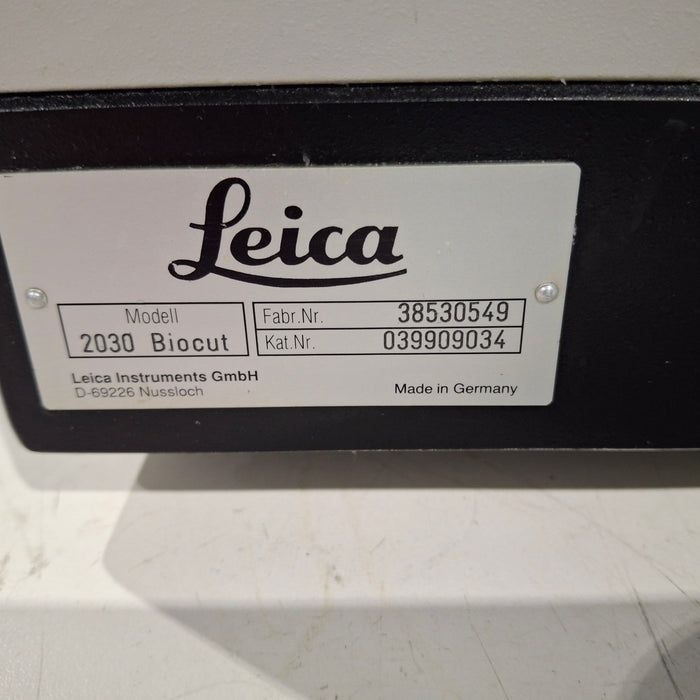 Leica
Modell
2030 Biocut
Fabr.Nr. 38530549
Kat.Nr. 039909034
Leica Instruments GmbH
D-69226 Nussloch
Made in Germany